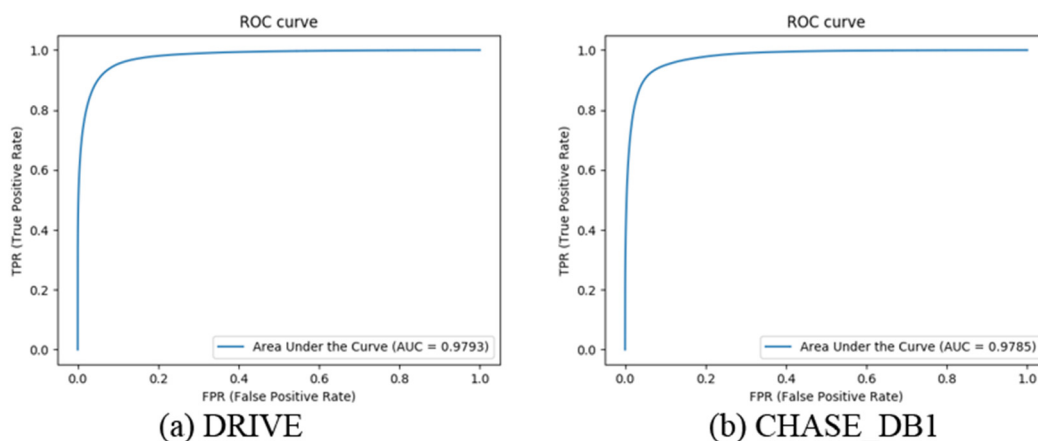 ROC curve
1.0
0.8
0.6
0.4
0.2
0.0
TPR (True Positive Rate)
Area Under the Curve (AUC = 0.9793)
0.0 0.2 0.4 0.6 0.8 1.0
FPR (False Positive Rate)
(a) DRIVE
ROC curve
1.0
0.8
0.6
0.4
0.2
0.0
TPR (True Positive Rate)
Area Under the Curve (AUC = 0.9785)
0.0 0.2 0.4 0.6 0.8 1.0
FPR (False Positive Rate)
(b) CHASE_DB1